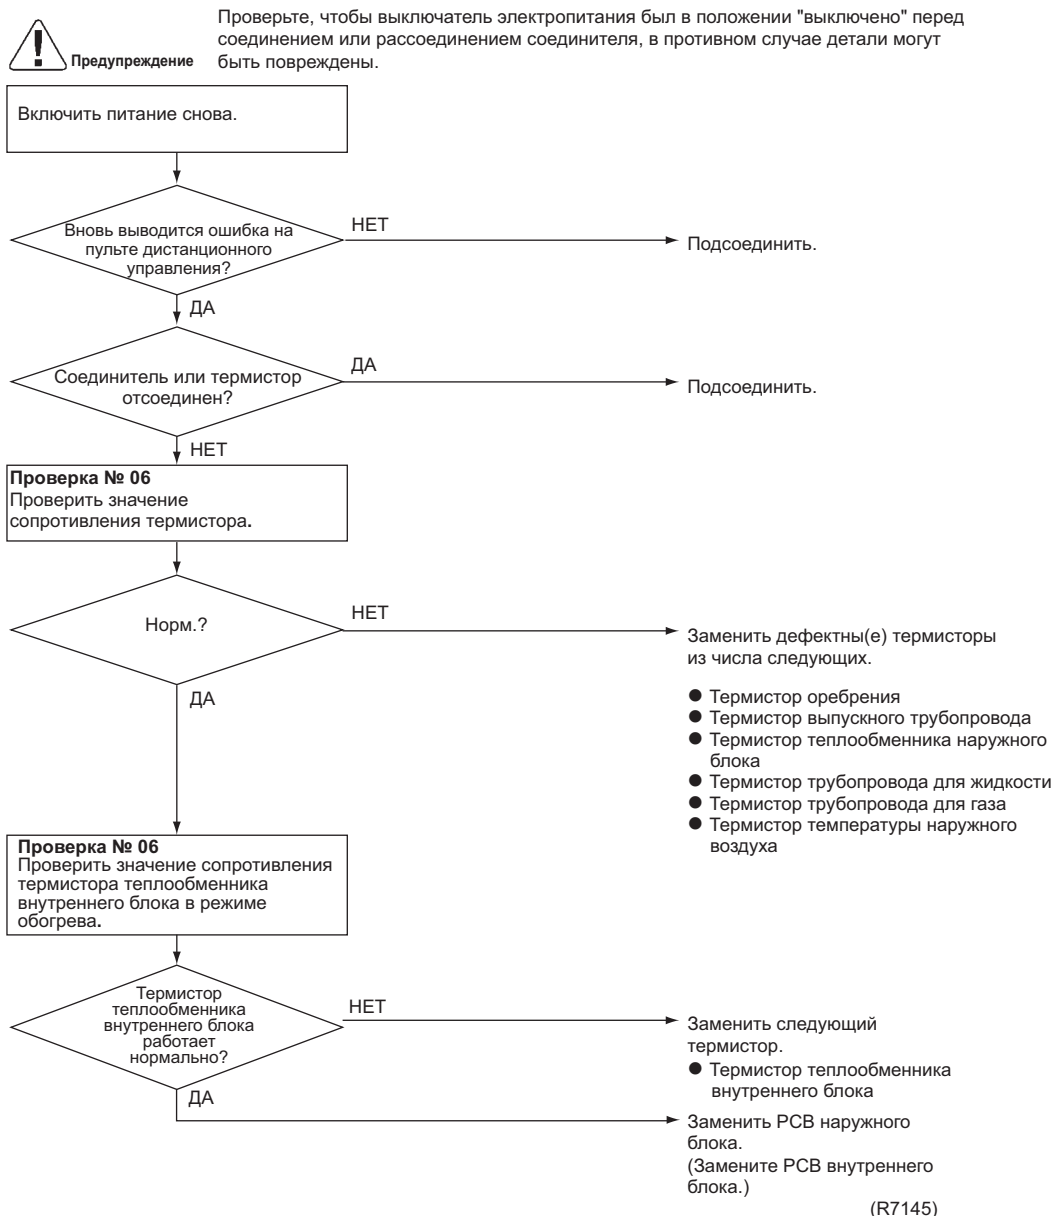 Проверьте, чтобы выключатель электропитания был в положении "выключено" перед
соединением или рассоединением соединителя, в противном случае детали могут
быть повреждены.
Предупреждение
Включить питание снова.
Вновь выводится ошибка на
пульте дистанционного
управления?
НЕТ
Подсоединить.
ДА
Соединитель или термистор
отсоединен?
ДА
Подсоединить.
НЕТ
Проверка № 06
Проверить значение
сопротивления термистора.
Норм.?
НЕТ
Заменить дефектны(е) термисторы
из числа следующих.
● Термистор оребрения
● Термистор выпускного трубопровода
● Термистор теплообменника наружного
блока
● Термистор трубопровода для жидкости
● Термистор трубопровода для газа
● Термистор температуры наружного
воздуха
ДА
Проверка № 06
Проверить значение сопротивления
термистора теплообменника
внутреннего блока в режиме
обогрева.
Термистор
теплообменника
внутреннего блока
работает
нормально?
НЕТ
Заменить следующий
термистор.
● Термистор теплообменника
внутреннего блока
ДА
Заменить PCB наружного
блока.
(Замените PCB внутреннего
блока.)
(R7145)